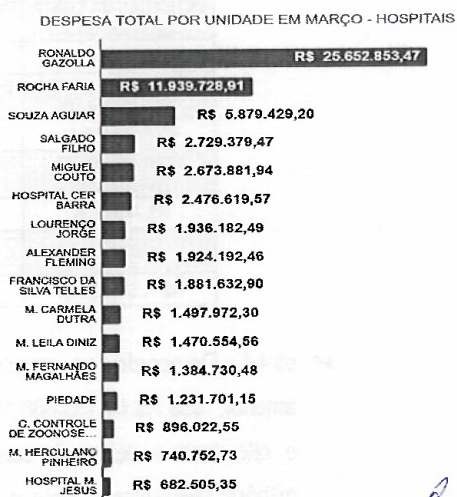 DESPESA TOTAL POR UNIDADE EM MARÇO - HOSPITAIS
RONALDO
GAZOLLA
R$ 25.652.853,47
ROCHA FARIA
R$ 11.939.728,91
SOUZA AGUIAR
R$ 5.879.429,20
SALGADO
FILHO
R$ 2.729.379,47
MIGUEL
COUTO
R$ 2.673.881,94
HOSPITAL CER
BARRA
R$ 2.476.619,57
LOURENÇO
JORGE
R$ 1.936.182,49
ALEXANDER
FLEMING
R$ 1.924.192,46
FRANCISCO DA
SILVA TELLES
R$ 1.881.632,90
M. CARMELA
DUTRA
R$ 1.497.972,30
M. LEILA DINIZ
R$ 1.470.554,56
M. FERNANDO
MAGALHÃES
R$ 1.384.730,48
PIEDADE
R$ 1.231.701,15
C. CONTROLE
DE ZOONOSE...
R$ 896.022,55
M. HERCULANO
PINHEIRO
R$ 740.752,73
HOSPITAL M.
JESUS
R$ 682.505,35